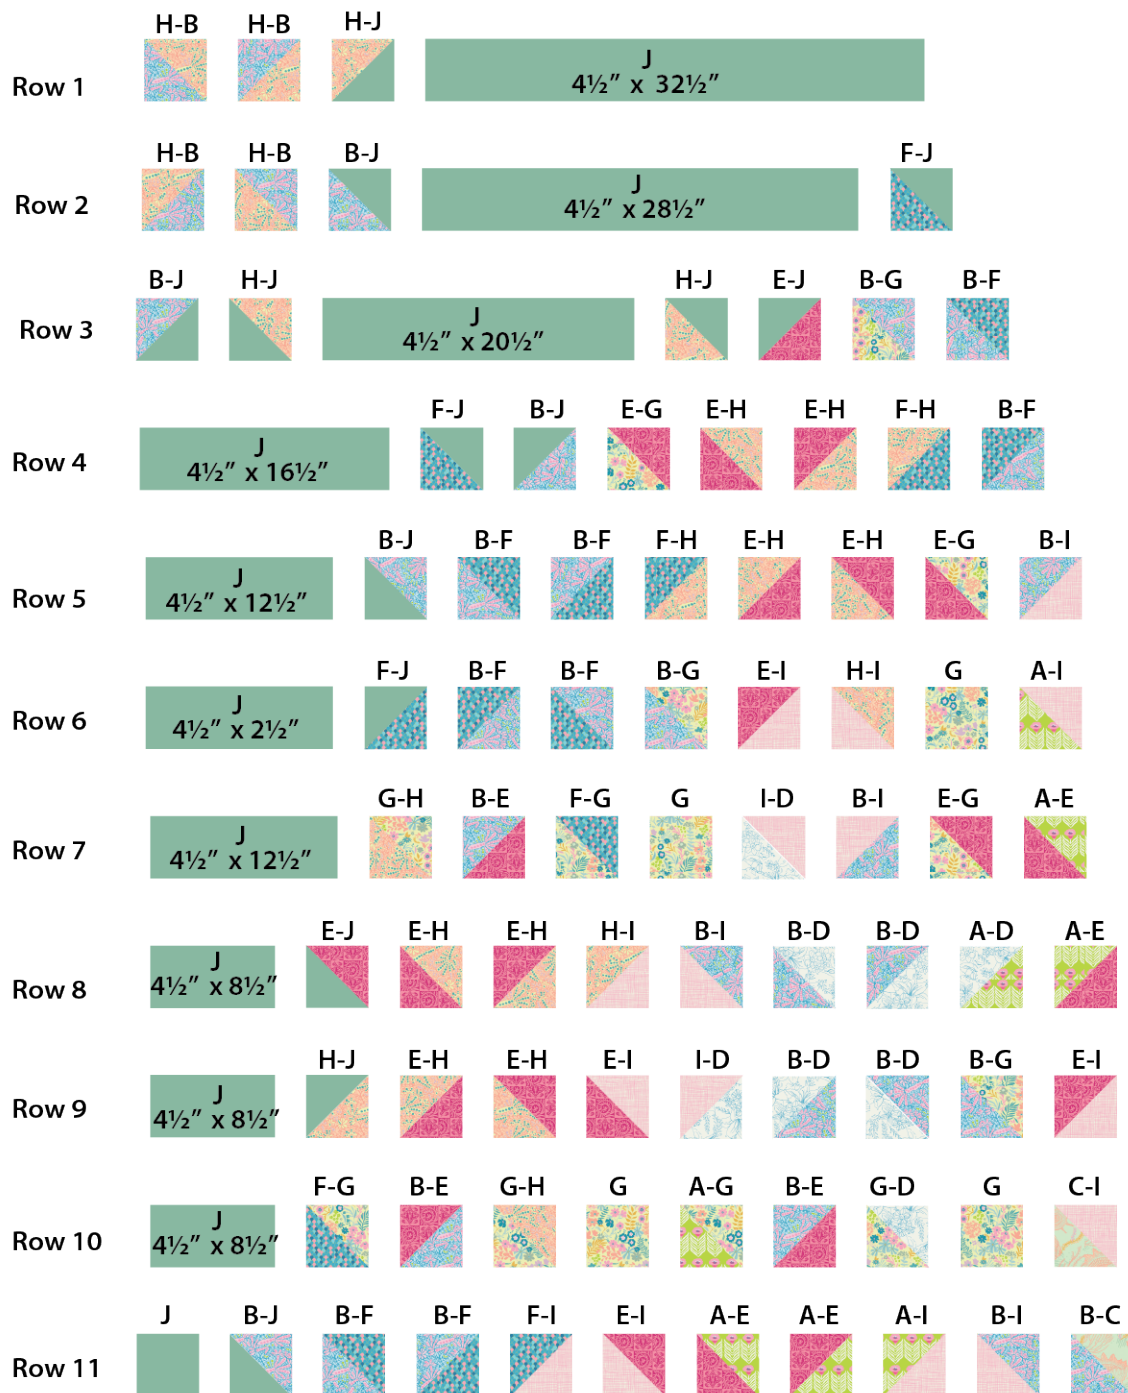 H-B H-B H-J
Row 1 J
4½” x 32½”
H-B H-B B-J F-J
Row 2 J
4½” x 28½”
B-J H-J H-J E-J B-G B-F
Row 3 J
4½” x 20½”
F-J B-J E-G E-H E-H F-H B-F
Row 4 J
4½” x 16½”
B-J B-F B-F F-H E-H E-H E-G B-I
Row 5 J
4½” x 12½”
F-J B-F B-F B-G E-I H-I G A-I
Row 6 J
4½” x 2½”
G-H B-E F-G G I-D B-I E-G A-E
Row 7 J
4½” x 12½”
E-J E-H E-H H-I B-I B-D B-D A-D A-E
Row 8 J
4½” x 8½”
H-J E-H E-H E-I I-D B-D B-D B-G E-I
Row 9 J
4½” x 8½”
F-G B-E G-H G A-G B-E G-D G C-I
Row 10 J
4½” x 8½”
J B-J B-F B-F F-I E-I A-E A-E A-I B-I B-C
Row 11